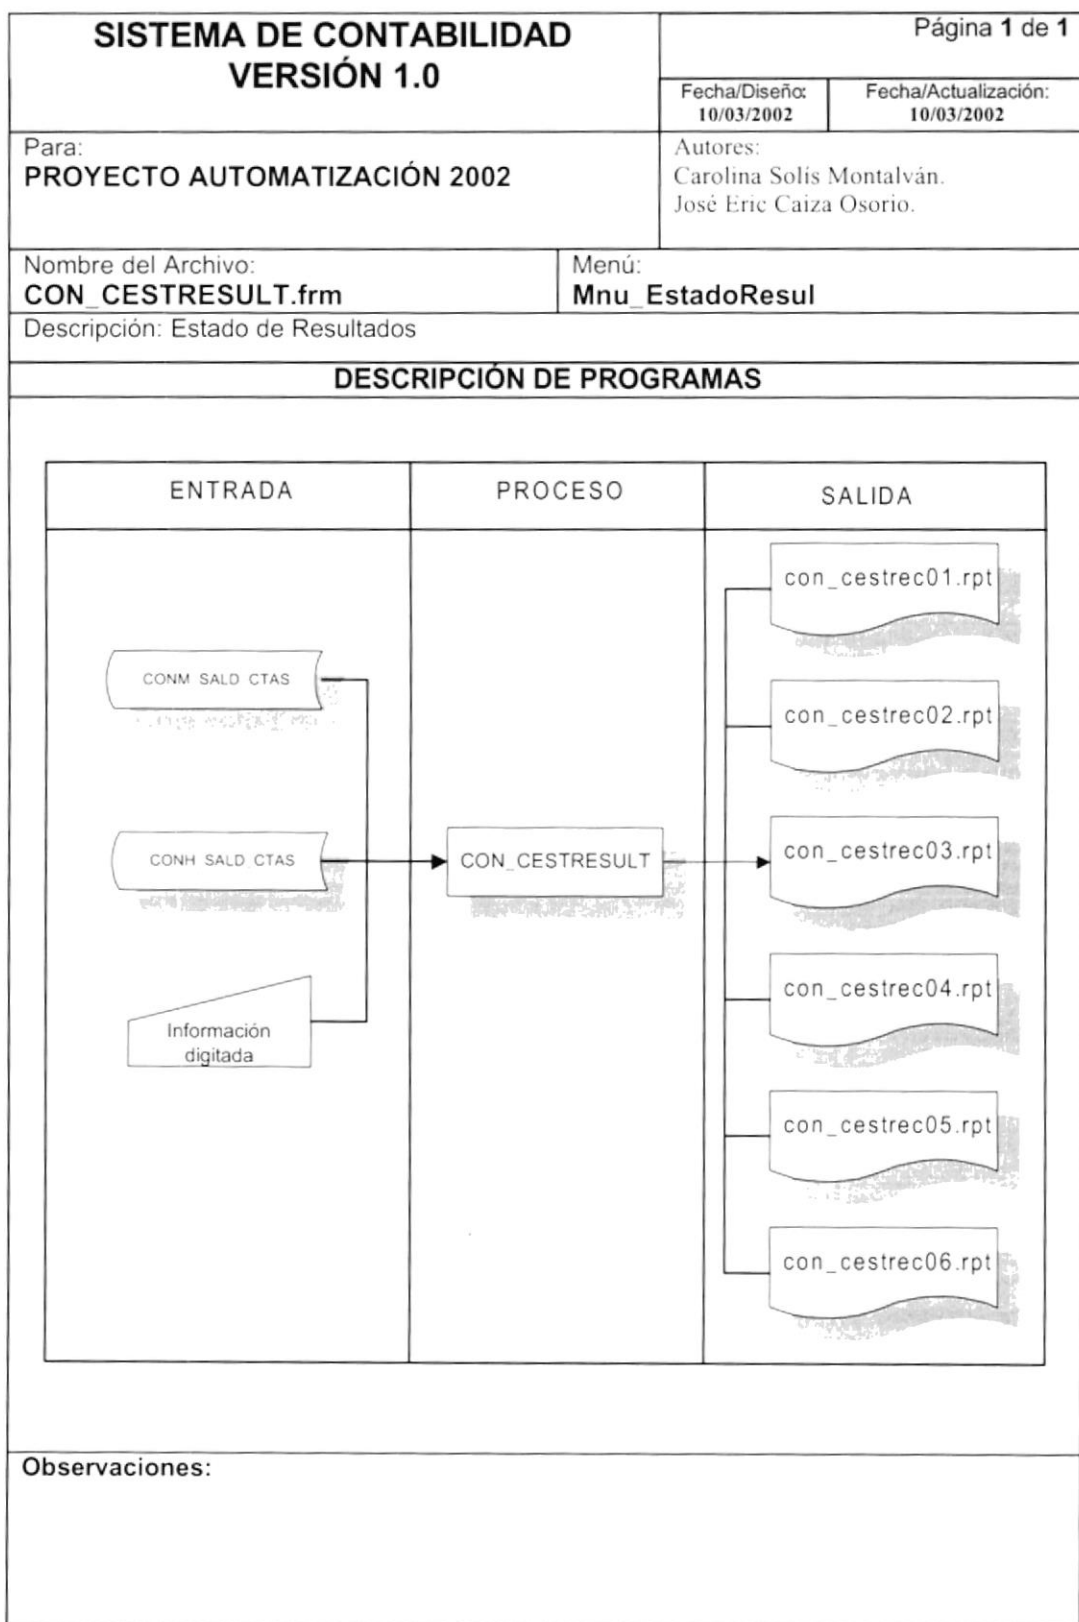 SISTEMA DE CONTABILIDAD
VERSIÓN 1.0
Página 1 de 1
Fecha/Diseño:
10/03/2002
Fecha/Actualización:
10/03/2002
Para:
PROYECTO AUTOMATIZACIÓN 2002
Autores:
Carolina Solís Montalván.
José Eric Caiza Osorio.
Nombre del Archivo:
CON_CESTRESULT.frm
Menú:
Mnu_EstadoResul
Descripción: Estado de Resultados
DESCRIPCIÓN DE PROGRAMAS
ENTRADA
PROCESO
SALIDA
con_cestrec01.rpt
CONM SALD CTAS
con_cestrec02.rpt
CONH SALD CTAS
CON_CESTRESULT
con_cestrec03.rpt
con_cestrec04.rpt
Información
digitada
con_cestrec05.rpt
con_cestrec06.rpt
Observaciones: